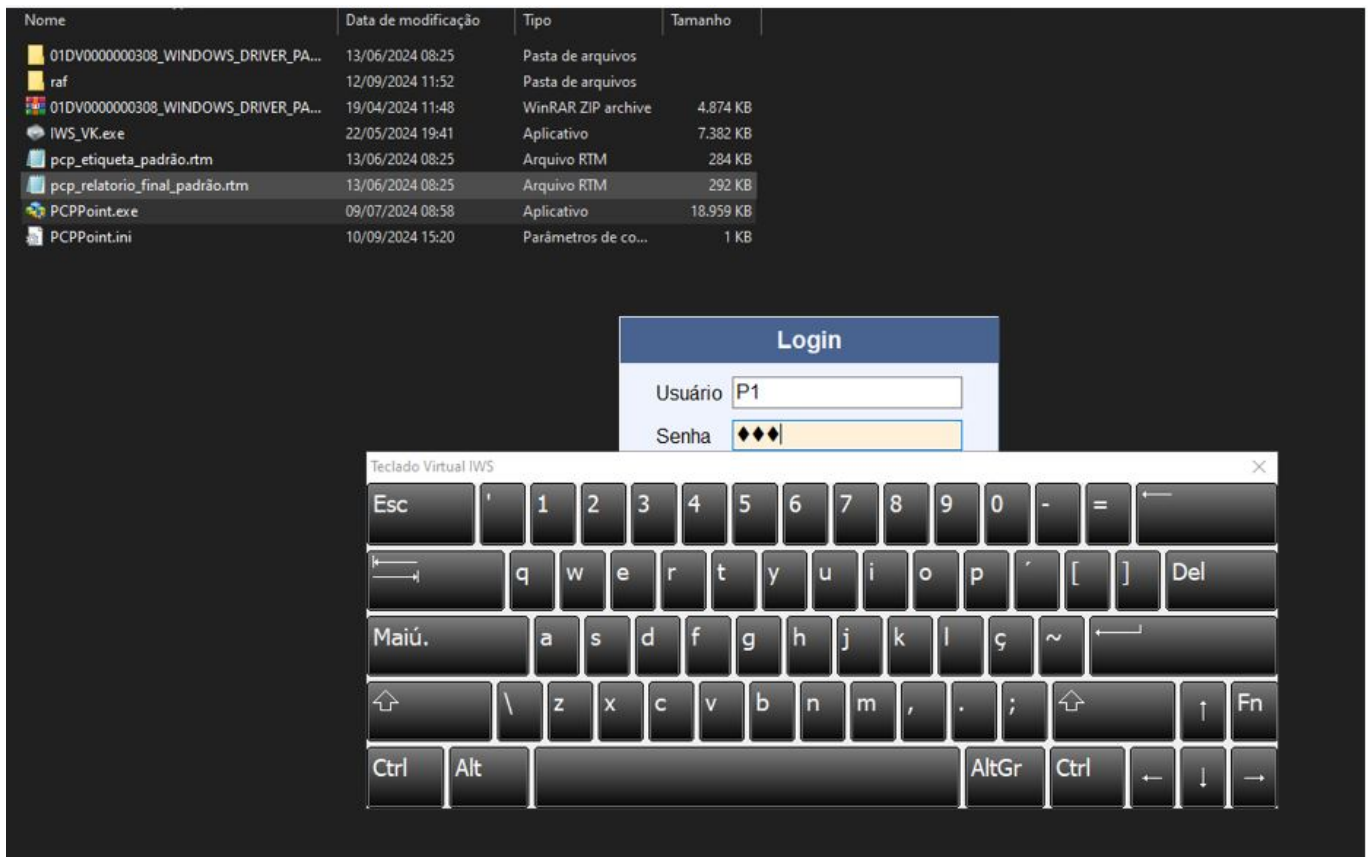 Nome Data de modificação Tipo Tamanho
01DV0000000308_WINDOWS_DRIVER_PA... 13/06/2024 08:25 Pasta de arquivos
raf 12/09/2024 11:52 Pasta de arquivos
01DV0000000308_WINDOWS_DRIVER_PA... 19/04/2024 11:48 WinRAR ZIP archive 4.874 KB
IWS_VK.exe 22/05/2024 19:41 Aplicativo 7.382 KB
pcp_etiqueta_padrão.rtm 13/06/2024 08:25 Arquivo RTM 284 KB
pcp_relatorio_final_padrão.rtm 13/06/2024 08:25 Arquivo RTM 292 KB
PCPPoint.exe 09/07/2024 08:58 Aplicativo 18.959 KB
PCPPoint.ini 10/09/2024 15:20 Parâmetros de co... 1 KB
Login
Usuário P1
Senha ♦♦♦
Teclado Virtual IWS
Esc ' 1 2 3 4 5 6 7 8 9 0 - = ←
q w e r t y u i o p ´ [ ] Del
Maiú. a s d f g h j k l ç ~
\ z x c v b n m , . ; ↑ Fn
Ctrl Alt AltGr Ctrl ← ↓ →